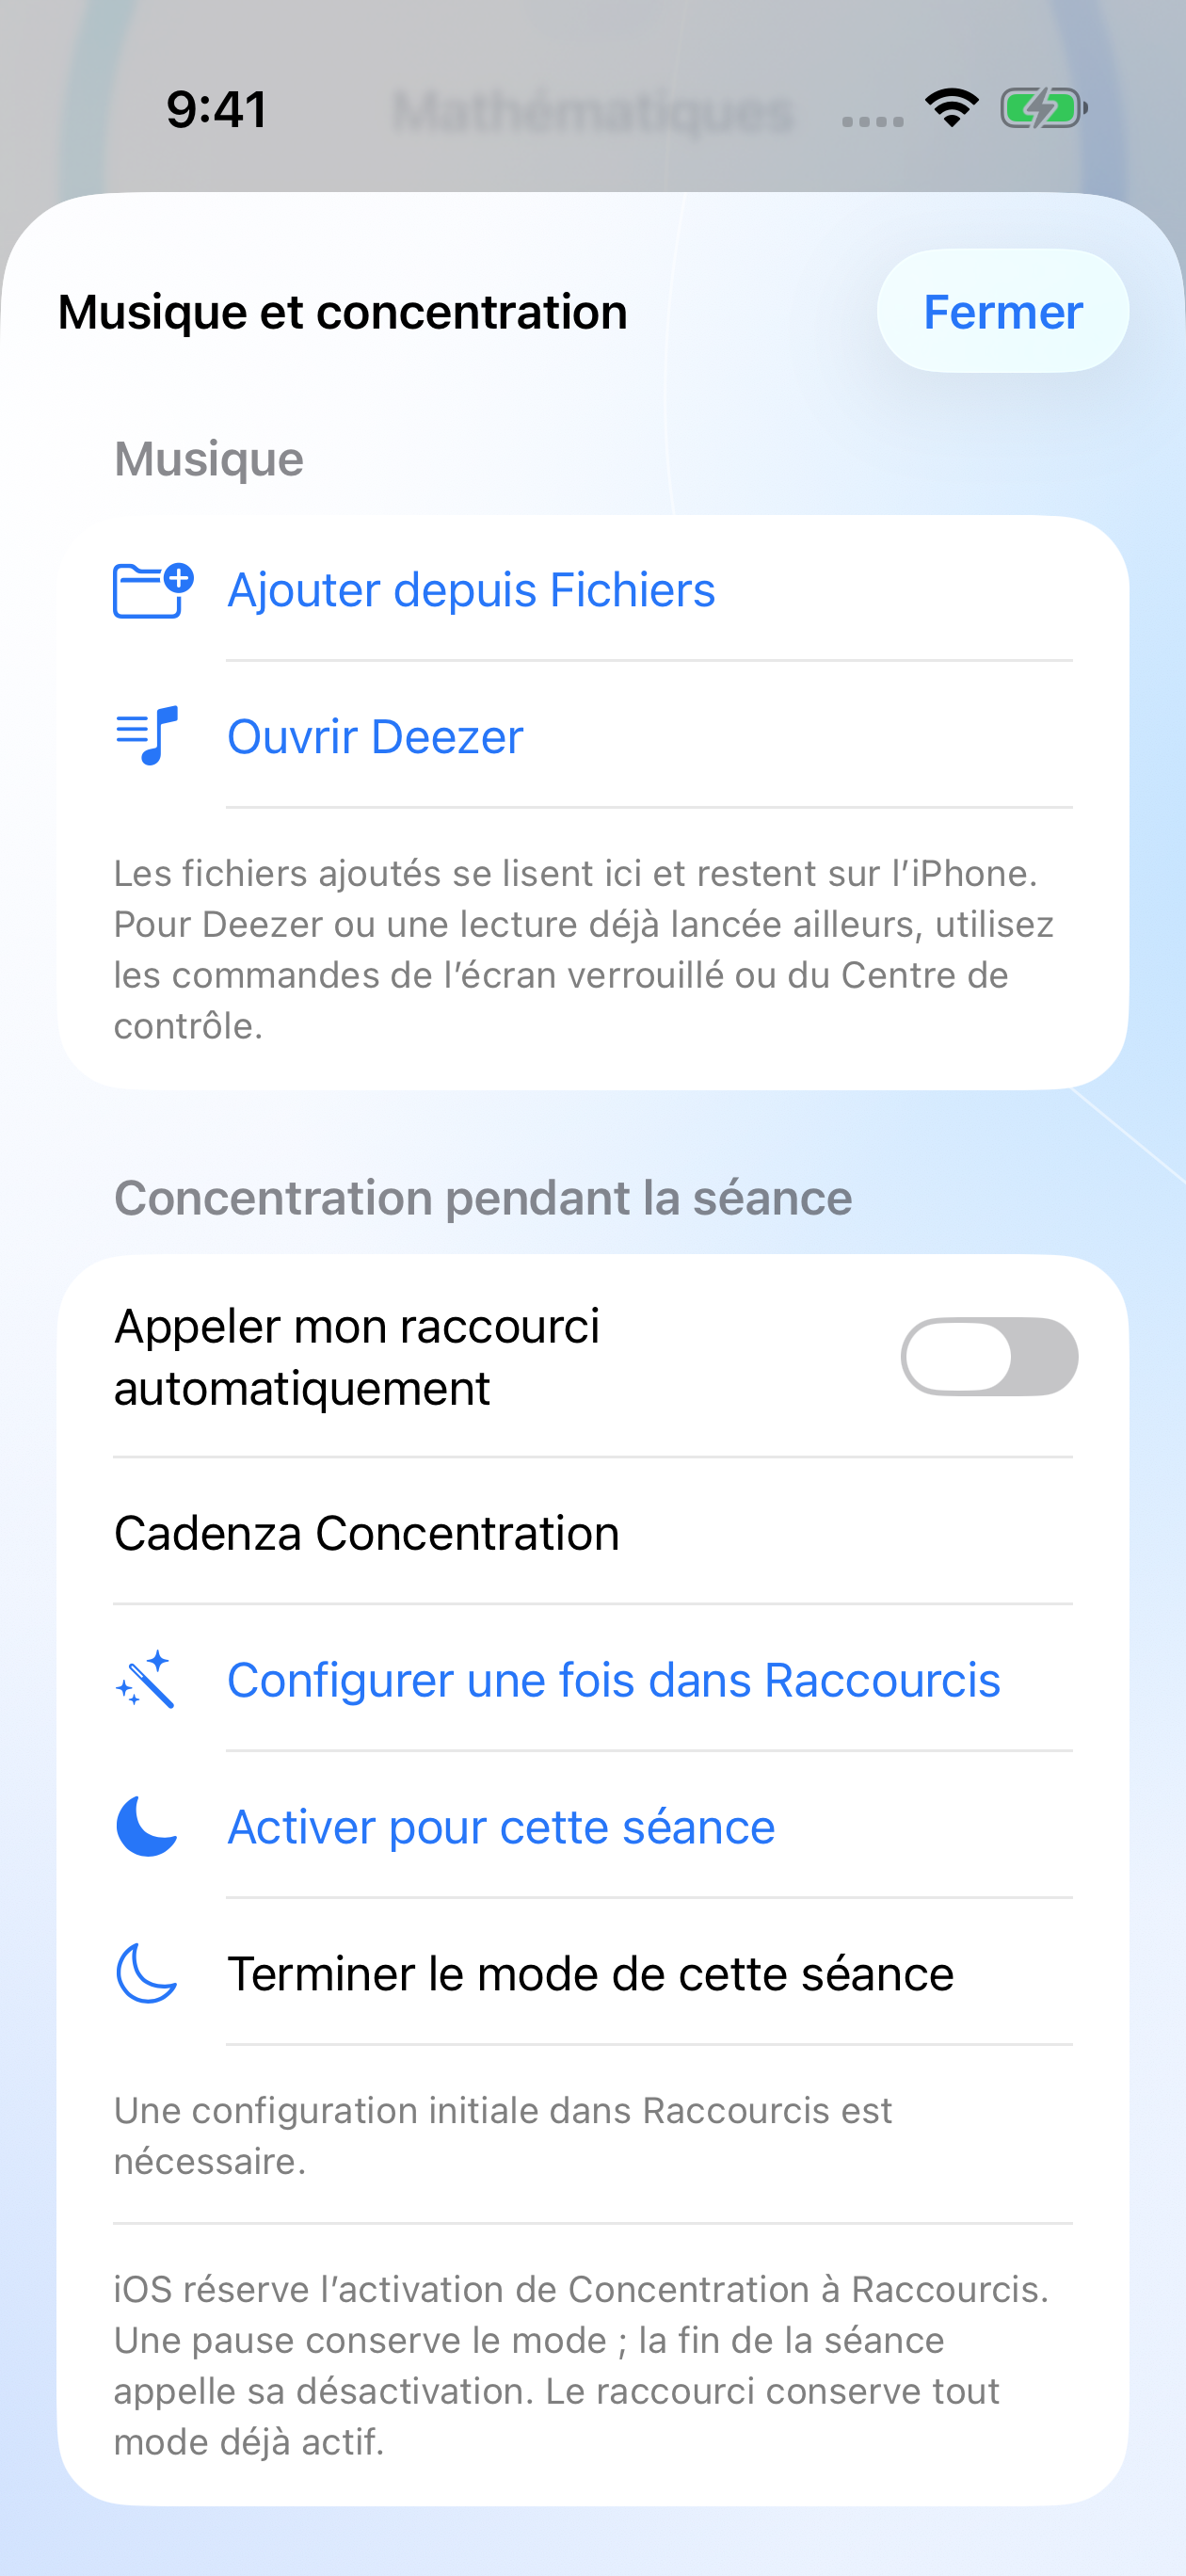 9:41
Mathématiques
Musique et concentration
Fermer
Musique
Ajouter depuis Fichiers
Ouvrir Deezer
Les fichiers ajoutés se lisent ici et restent sur l’iPhone.
Pour Deezer ou une lecture déjà lancée ailleurs, utilisez
les commandes de l’écran verrouillé ou du Centre de
contrôle.
Concentration pendant la séance
Appeler mon raccourci
automatiquement
Cadenza Concentration
Configurer une fois dans Raccourcis
Activer pour cette séance
Terminer le mode de cette séance
Une configuration initiale dans Raccourcis est
nécessaire.
iOS réserve l’activation de Concentration à Raccourcis.
Une pause conserve le mode ; la fin de la séance
appelle sa désactivation. Le raccourci conserve tout
mode déjà actif.